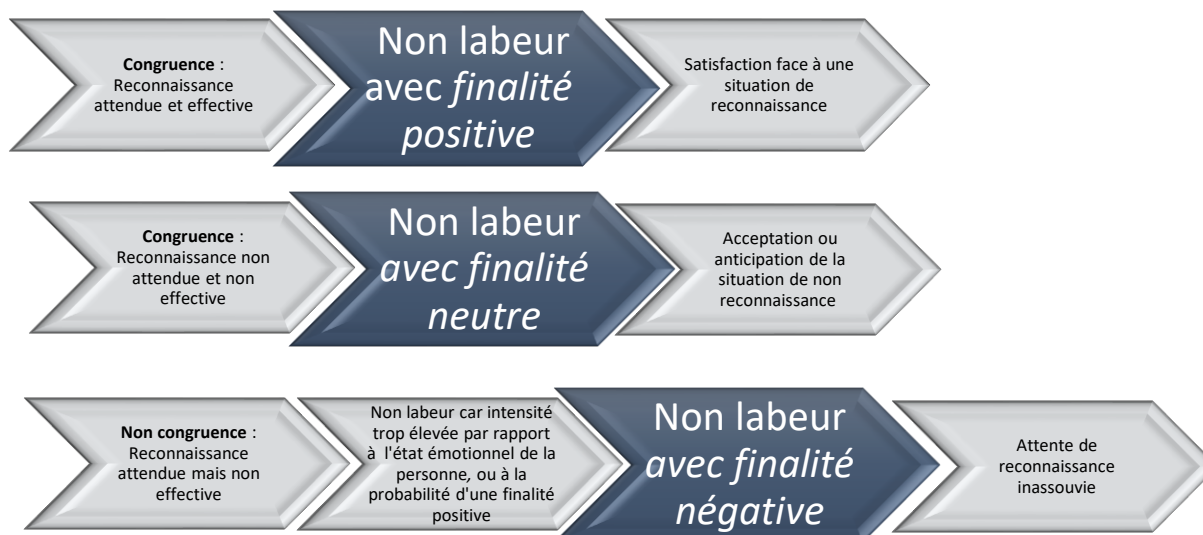 Congruence :
Reconnaissance
attendue et effective
Non labeur
avec finalité
positive
Satisfaction face à une
situation de
reconnaissance
Congruence :
Reconnaissance non
attendue et non
effective
Non labeur
avec finalité
neutre
Acceptation ou
anticipation de la
situation de non
reconnaissance
Non congruence :
Reconnaissance
attendue mais non
effective
Non labeur car intensité
trop élevée par rapport
à l'état émotionnel de la
personne, ou à la
probabilité d'une finalité
positive
Non labeur
avec finalité
négative
Attente de
reconnaissance
inassouvie